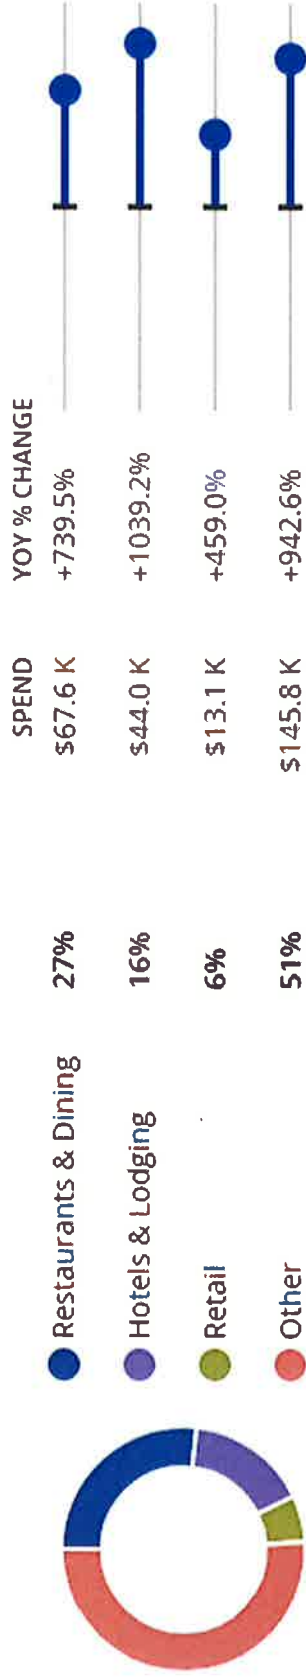 SPEND YOY % CHANGE
Restaurants & Dining 27% $67.6 K +739.5%
Hotels & Lodging 16% $44.0 K +1039.2%
Retail 6% $13.1 K +459.0%
Other 51% $145.8 K +942.6%